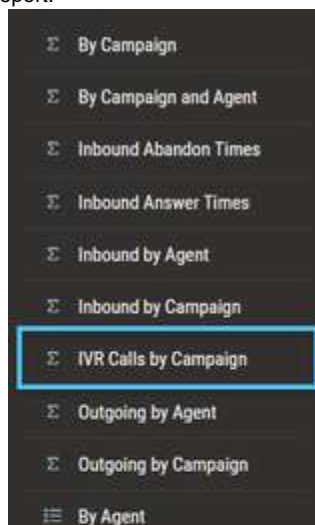 Σ By Campaign
Σ By Campaign and Agent
Σ Inbound Abandon Times
Σ Inbound Answer Times
Σ Inbound by Agent
Σ Inbound by Campaign
Σ IVR Calls by Campaign
Σ Outgoing by Agent
Σ Outgoing by Campaign
By Agent